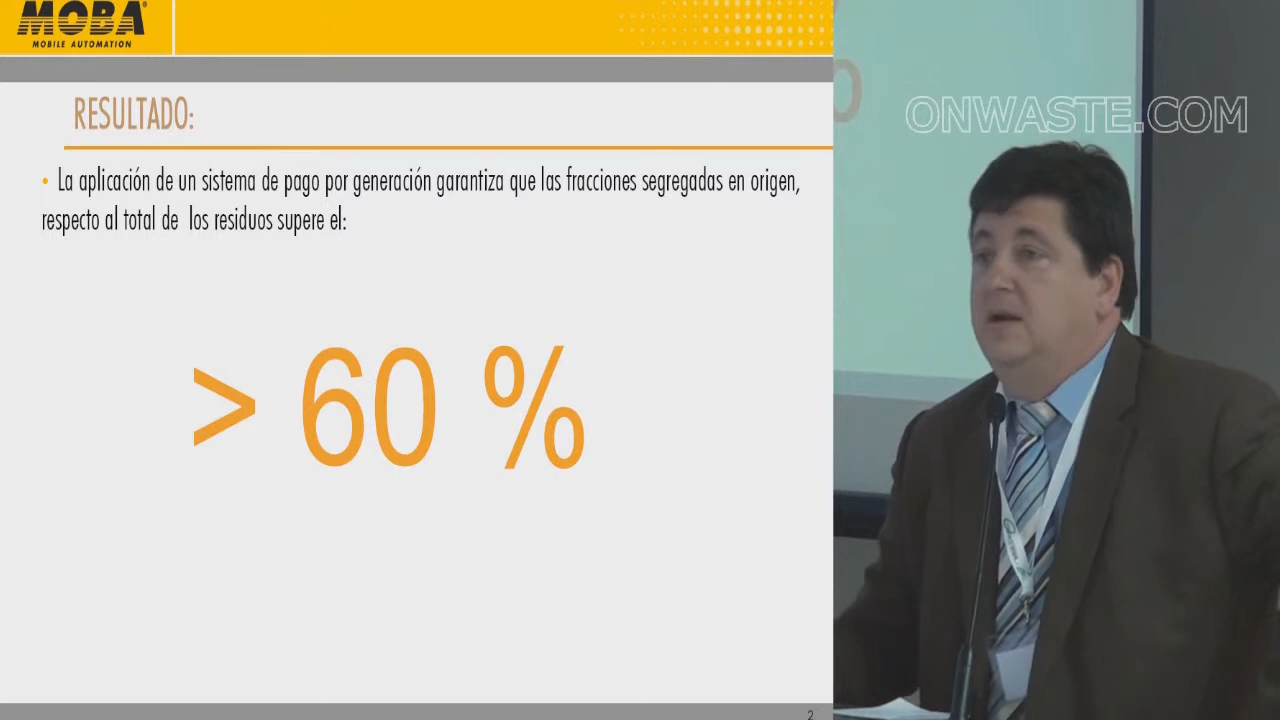 MOBA
MOBILE AUTOMATION
ONWASTE.COM
RESULTADO:
• La aplicación de un sistema de pago por generación garantiza que las fracciones segregadas en origen,
respecto al total de los residuos supere el:
> 60 %
2